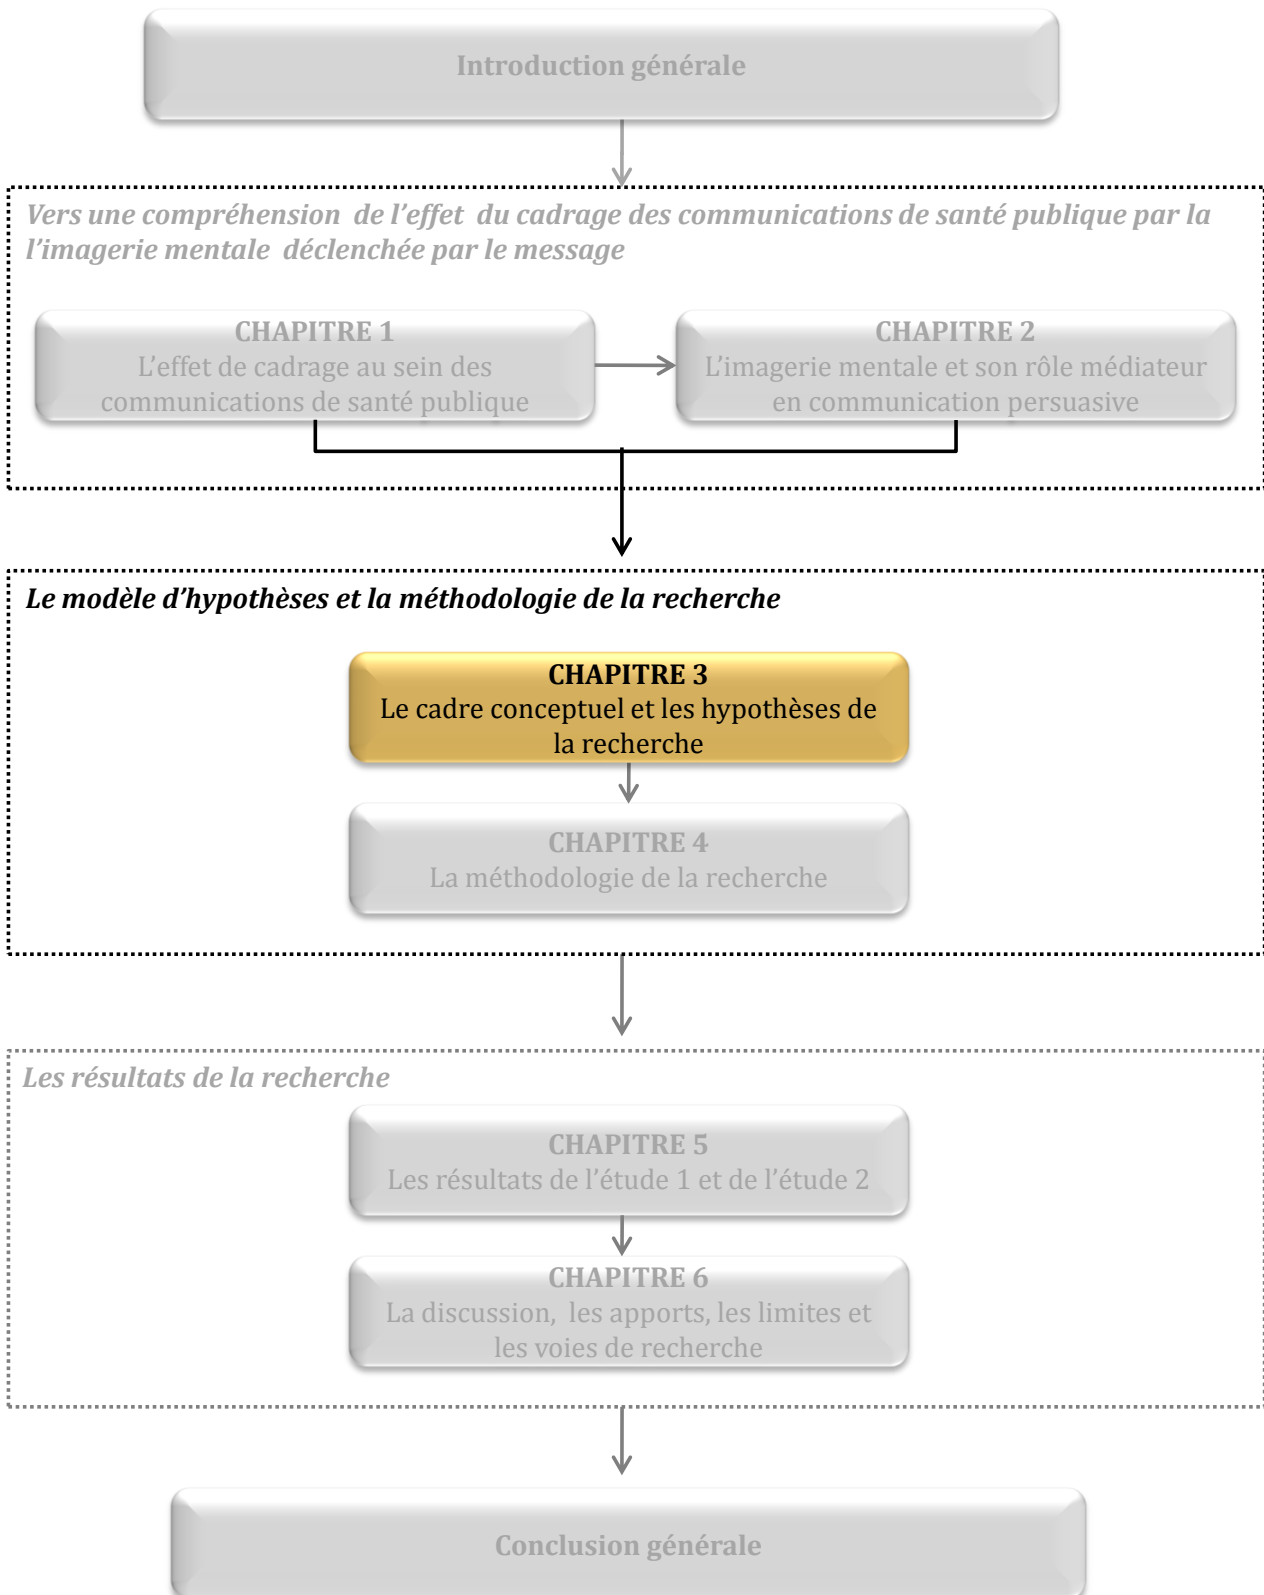 Introduction générale
Vers une compréhension de l'effet du cadrage des communications de santé publique par la
l'imagerie mentale déclenchée par le message
CHAPITRE 1
L'effet de cadrage au sein des
communications de santé publique
CHAPITRE 2
L'imagerie mentale et son rôle médiateur
en communication persuasive
Le modèle d'hypothèses et la méthodologie de la recherche
CHAPITRE 3
Le cadre conceptuel et les hypothèses de
la recherche
CHAPITRE 4
La méthodologie de la recherche
Les résultats de la recherche
CHAPITRE 5
Les résultats de l'étude 1 et de l'étude 2
CHAPITRE 6
La discussion, les apports, les limites et
les voies de recherche
Conclusion générale